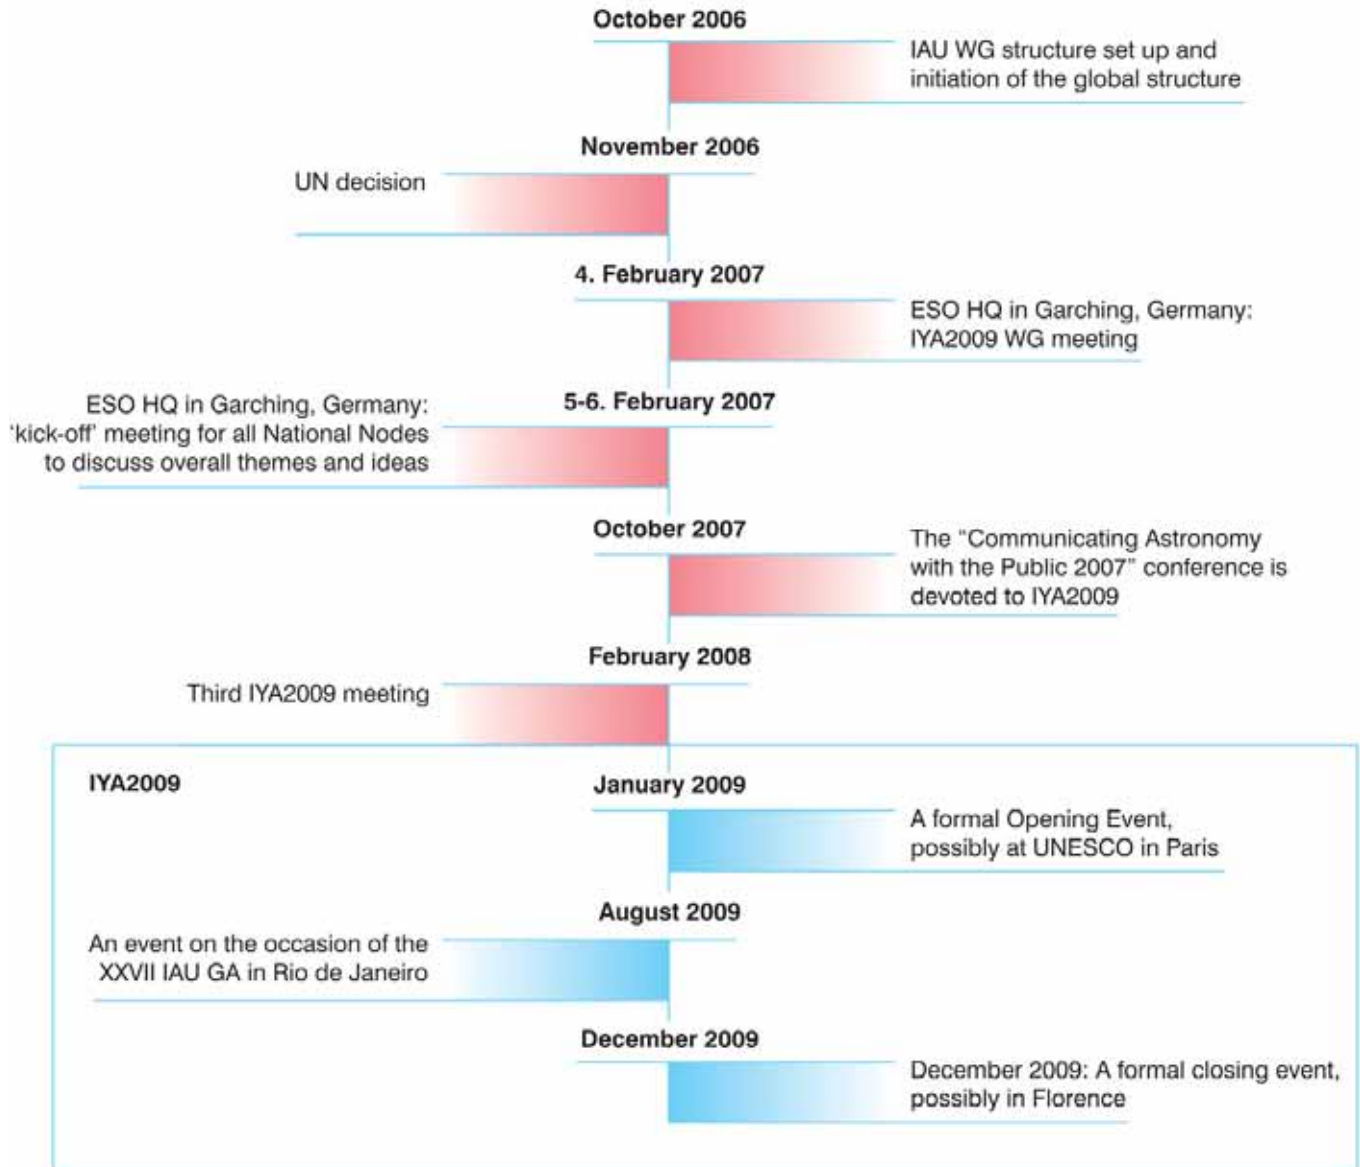 October 2006
IAU WG structure set up and
initiation of the global structure
November 2006
UN decision
4. February 2007
ESO HQ in Garching, Germany:
IYA2009 WG meeting
5-6. February 2007
ESO HQ in Garching, Germany:
'kick-off' meeting for all National Nodes
to discuss overall themes and ideas
October 2007
The "Communicating Astronomy
with the Public 2007" conference is
devoted to IYA2009
February 2008
Third IYA2009 meeting
IYA2009
January 2009
A formal Opening Event,
possibly at UNESCO in Paris
August 2009
An event on the occasion of the
XXVII IAU GA in Rio de Janeiro
December 2009
December 2009: A formal closing event,
possibly in Florence